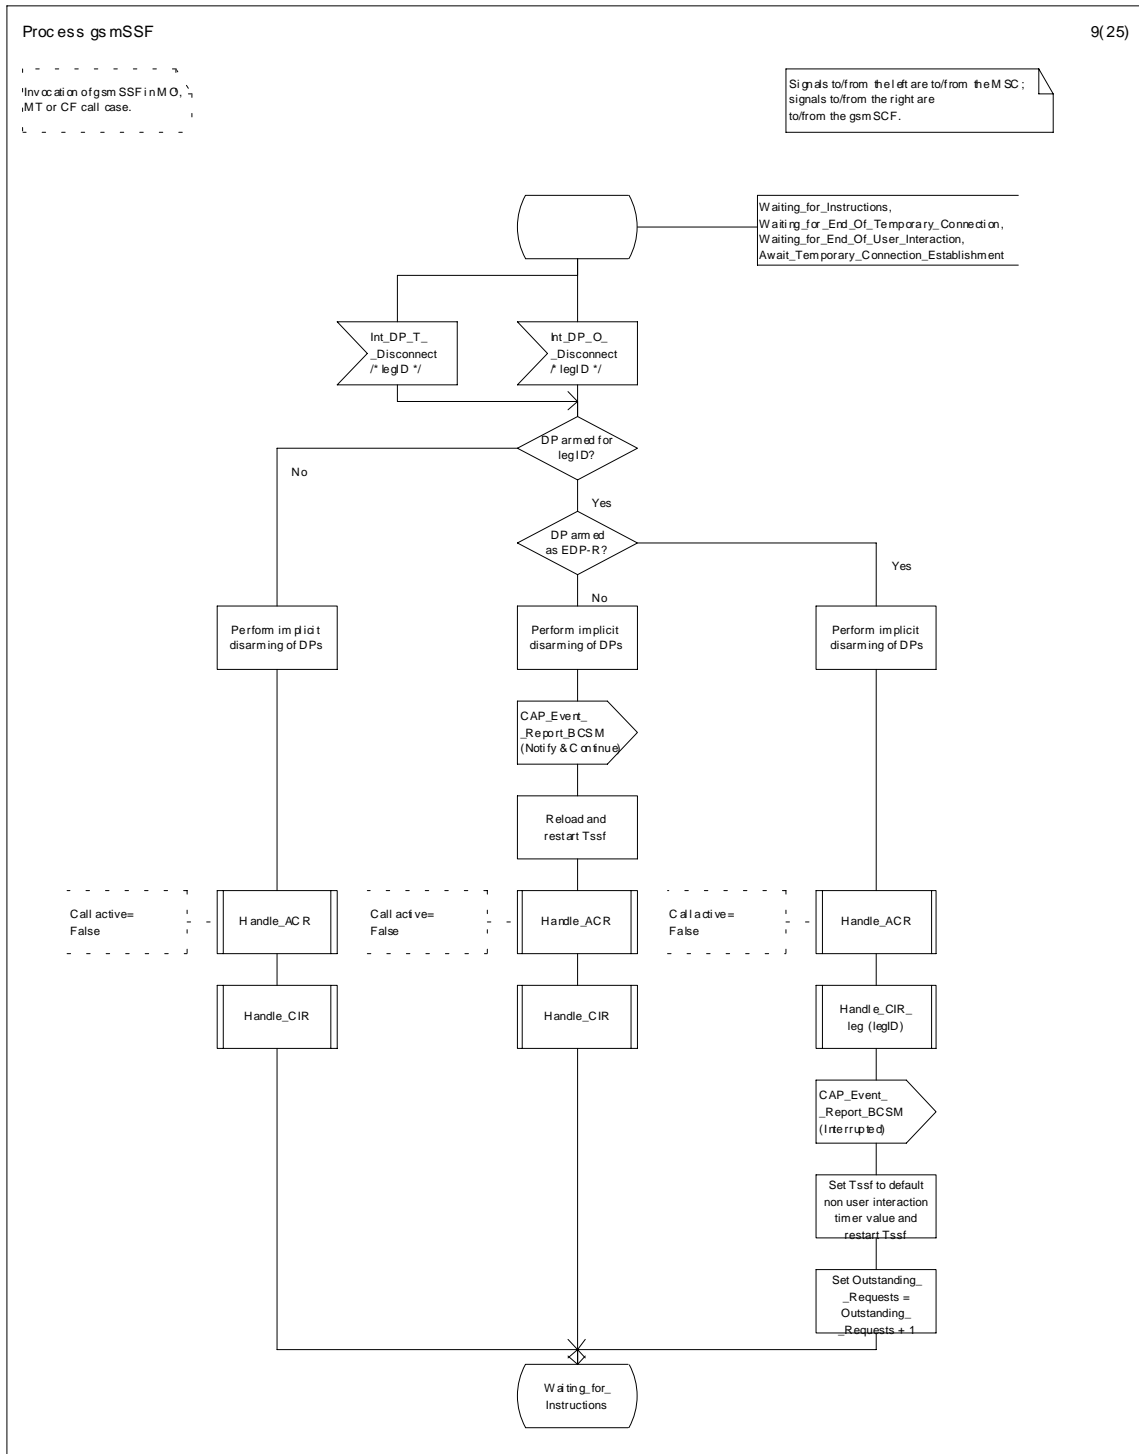 Process gsmSSF
9(25)
Invocation of gsmSSF in MO,
MT or CF call case.
Signals to/from the left are to/from the MSC;
signals to/from the right are
to/from the gsmSCF.
Waiting_for_Instructions,
Waiting_for_End_Of_Temporary_Connection,
Waiting_for_End_Of_User_Interaction,
Await_Temporary_Connection_Establishment
Int_DP_T_
_Disconnect
/* legID */
Int_DP_O_
_Disconnect
/* legID */
DP armed for
legID?
No
Yes
DP armed
as EDP-R?
Yes
No
Perform implicit
disarming of DPs
Perform implicit
disarming of DPs
Perform implicit
disarming of DPs
CAP_Event_
_Report_BCSM
(Notify & Continue)
Reload and
restart Tssf
Call active=
False
Handle_ACR
Call active=
False
Handle_ACR
Call active=
False
Handle_ACR
Handle_CIR
Handle_CIR
Handle_CIR_
leg (legID)
CAP_Event_
_Report_BCSM
(Interrupted)
Set Tssf to default
non user interaction
timer value and
restart Tssf
Set Outstanding_
_Requests =
Outstanding_
_Requests + 1
Waiting_for_
Instructions